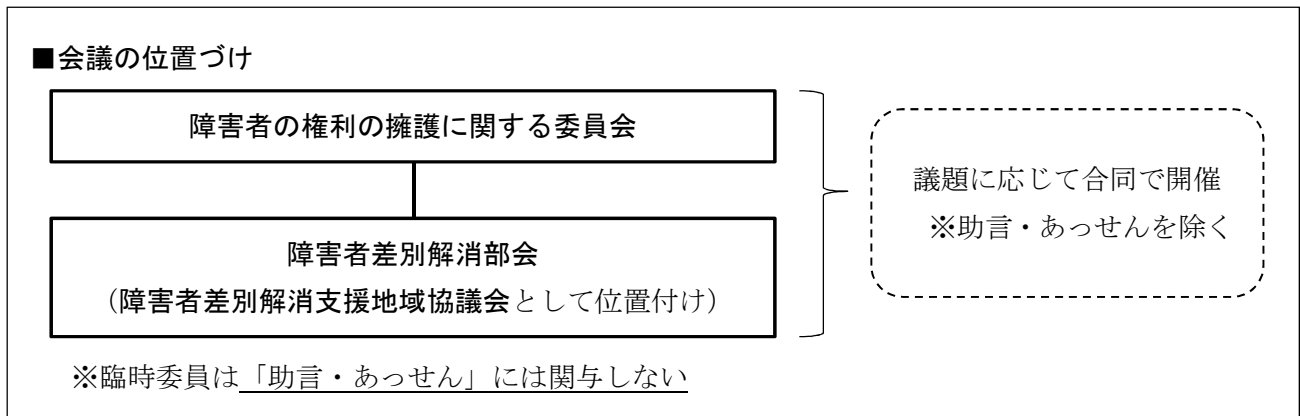 ■会議の位置づけ
障害者の権利の擁護に関する委員会
障害者差別解消部会
（障害者差別解消支援地域協議会として位置付け）
議題に応じて合同で開催
※助言・あっせんを除く
※臨時委員は「助言・あっせん」には関与しない